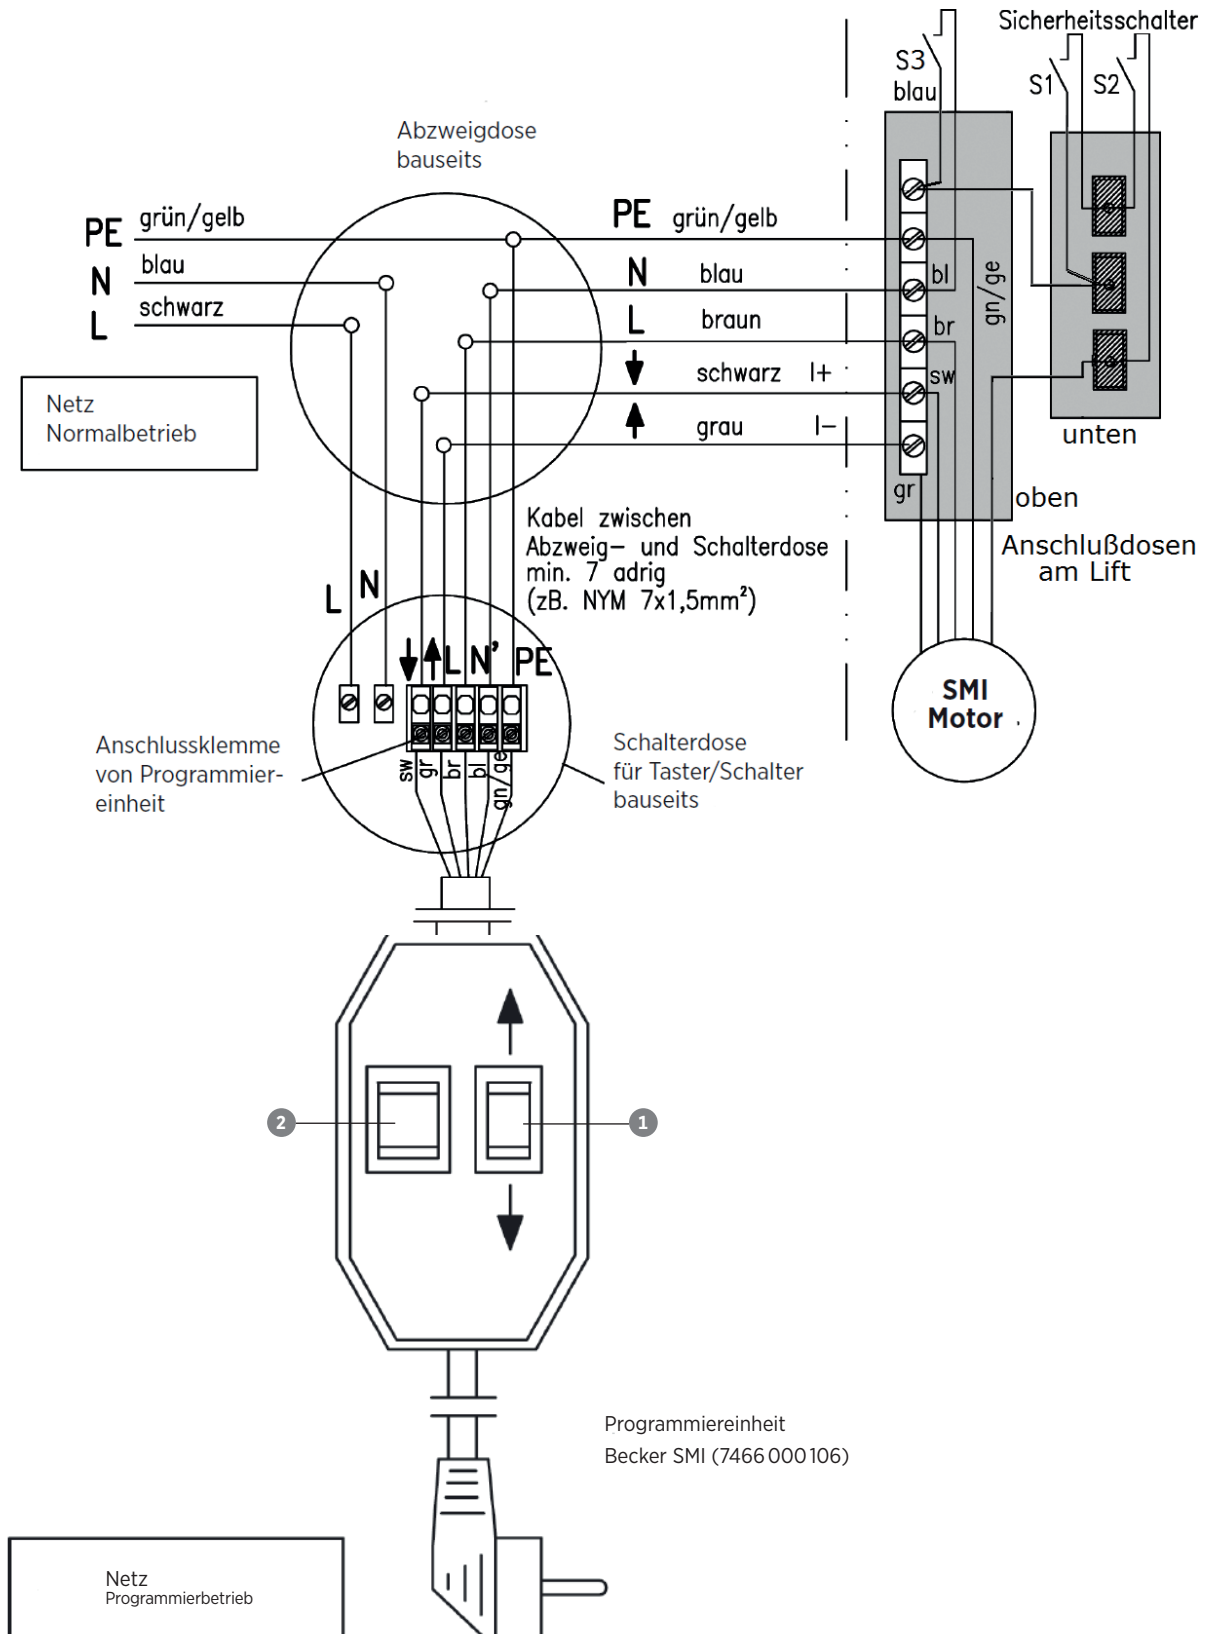 Sicherheitsschalter
S3
blau
S1
S2
Abzweigdose
bauseits
PE
grün/gelb
N
blau
L
schwarz
PE
grün/gelb
N
blau
L
braun
schwarz
I+
grau
I-
bl
br
sw
gr
gn/ge
unten
oben
Anschlußdosen
am Lift
Netz
Normalbetrieb
Kabel zwischen
Abzweig- und Schalterdose
min. 7 adrig
(zB. NYM 7x1,5mm²)
L
N
L
N'
PE
SMI
Motor
Anschlussklemme
von Programmier-
einheit
sw
gr
br
bl
gn/ge
Schalterdose
für Taster/Schalter
bauseits
2
1
Programmiereinheit
Becker SMI (7466 000 106)
Netz
Programmierbetrieb